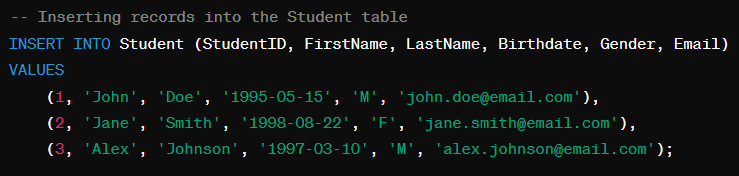 -- Inserting records into the Student table
INSERT INTO Student (StudentID, FirstName, LastName, Birthdate, Gender, Email)
VALUES
    (1, 'John', 'Doe', '1995-05-15', 'M', 'john.doe@email.com'),
    (2, 'Jane', 'Smith', '1998-08-22', 'F', 'jane.smith@email.com'),
    (3, 'Alex', 'Johnson', '1997-03-10', 'M', 'alex.johnson@email.com');